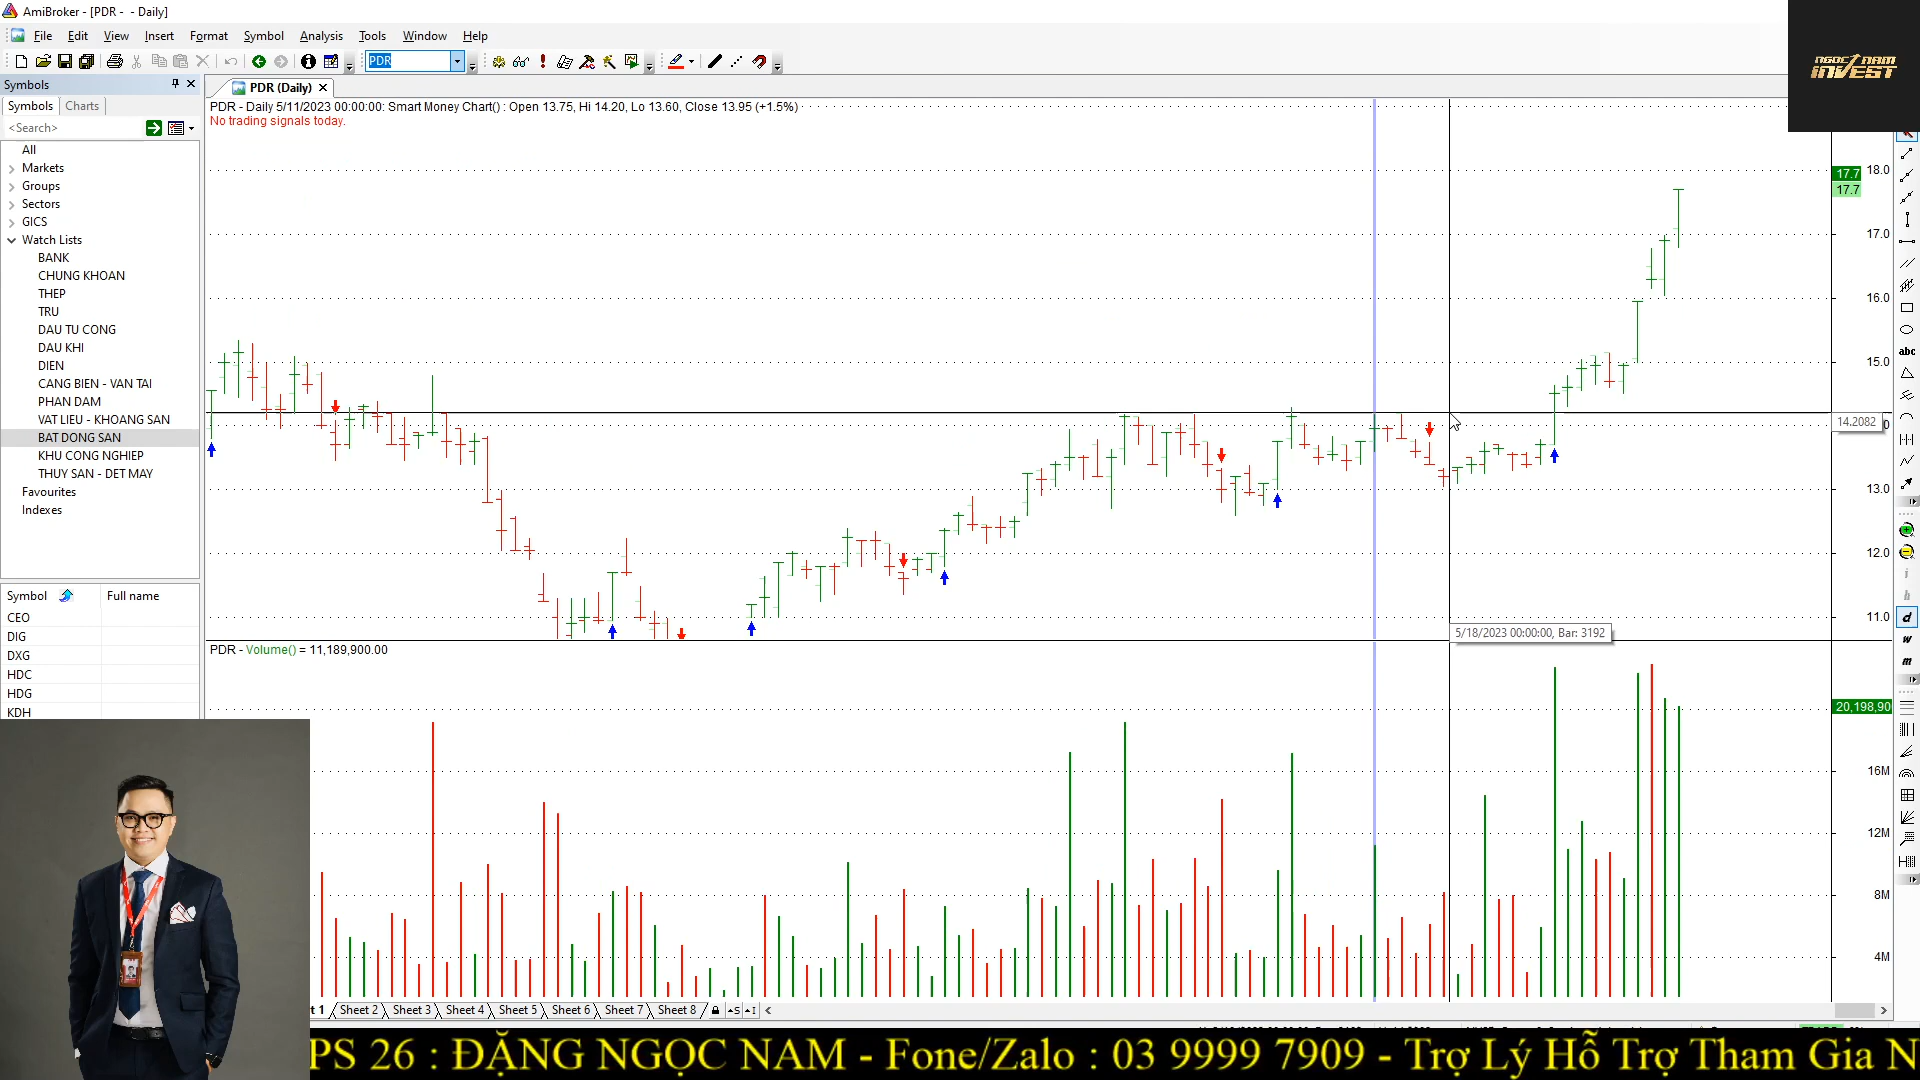 AmiBroker - [PDR - - Daily]
File Edit View Insert Format Symbol Analysis Tools Window Help
PDR
NGOC NAM
INVEST
Symbols
PDR (Daily)
Symbols Charts
<Search>
PDR - Daily 5/11/2023 00:00:00: Smart Money Chart() : Open 13.75, Hi 14.20, Lo 13.60, Close 13.95 (+1.5%)
No trading signals today.
All
Markets
Groups
Sectors
GICS
Watch Lists
BANK
CHUNG KHOAN
THEP
TRU
DAU TU CONG
DAU KHI
DIEN
CANG BIEN - VAN TAI
PHAN DAM
VAT LIEU - KHOANG SAN
BAT DONG SAN
KHU CONG NGHIEP
THUY SAN - DET MAY
Favourites
Indexes
Symbol Full name
CEO
DIG
DXG
HDC
HDG
KDH
18.0
17.7
17.7
17.0
16.0
15.0
14.2082
13.0
12.0
11.0
5/18/2023 00:00:00, Bar: 3192
PDR - Volume() = 11,189,900.00
20,198,90
16M
12M
8M
4M
abc
i
h
d
w
m
t 1 Sheet 2 Sheet 3 Sheet 4 Sheet 5 Sheet 6 Sheet 7 Sheet 8
PS 26 : ĐẶNG NGỌC NAM - Fone/Zalo : 03 9999 7909 - Trợ Lý Hỗ Trợ Tham Gia N